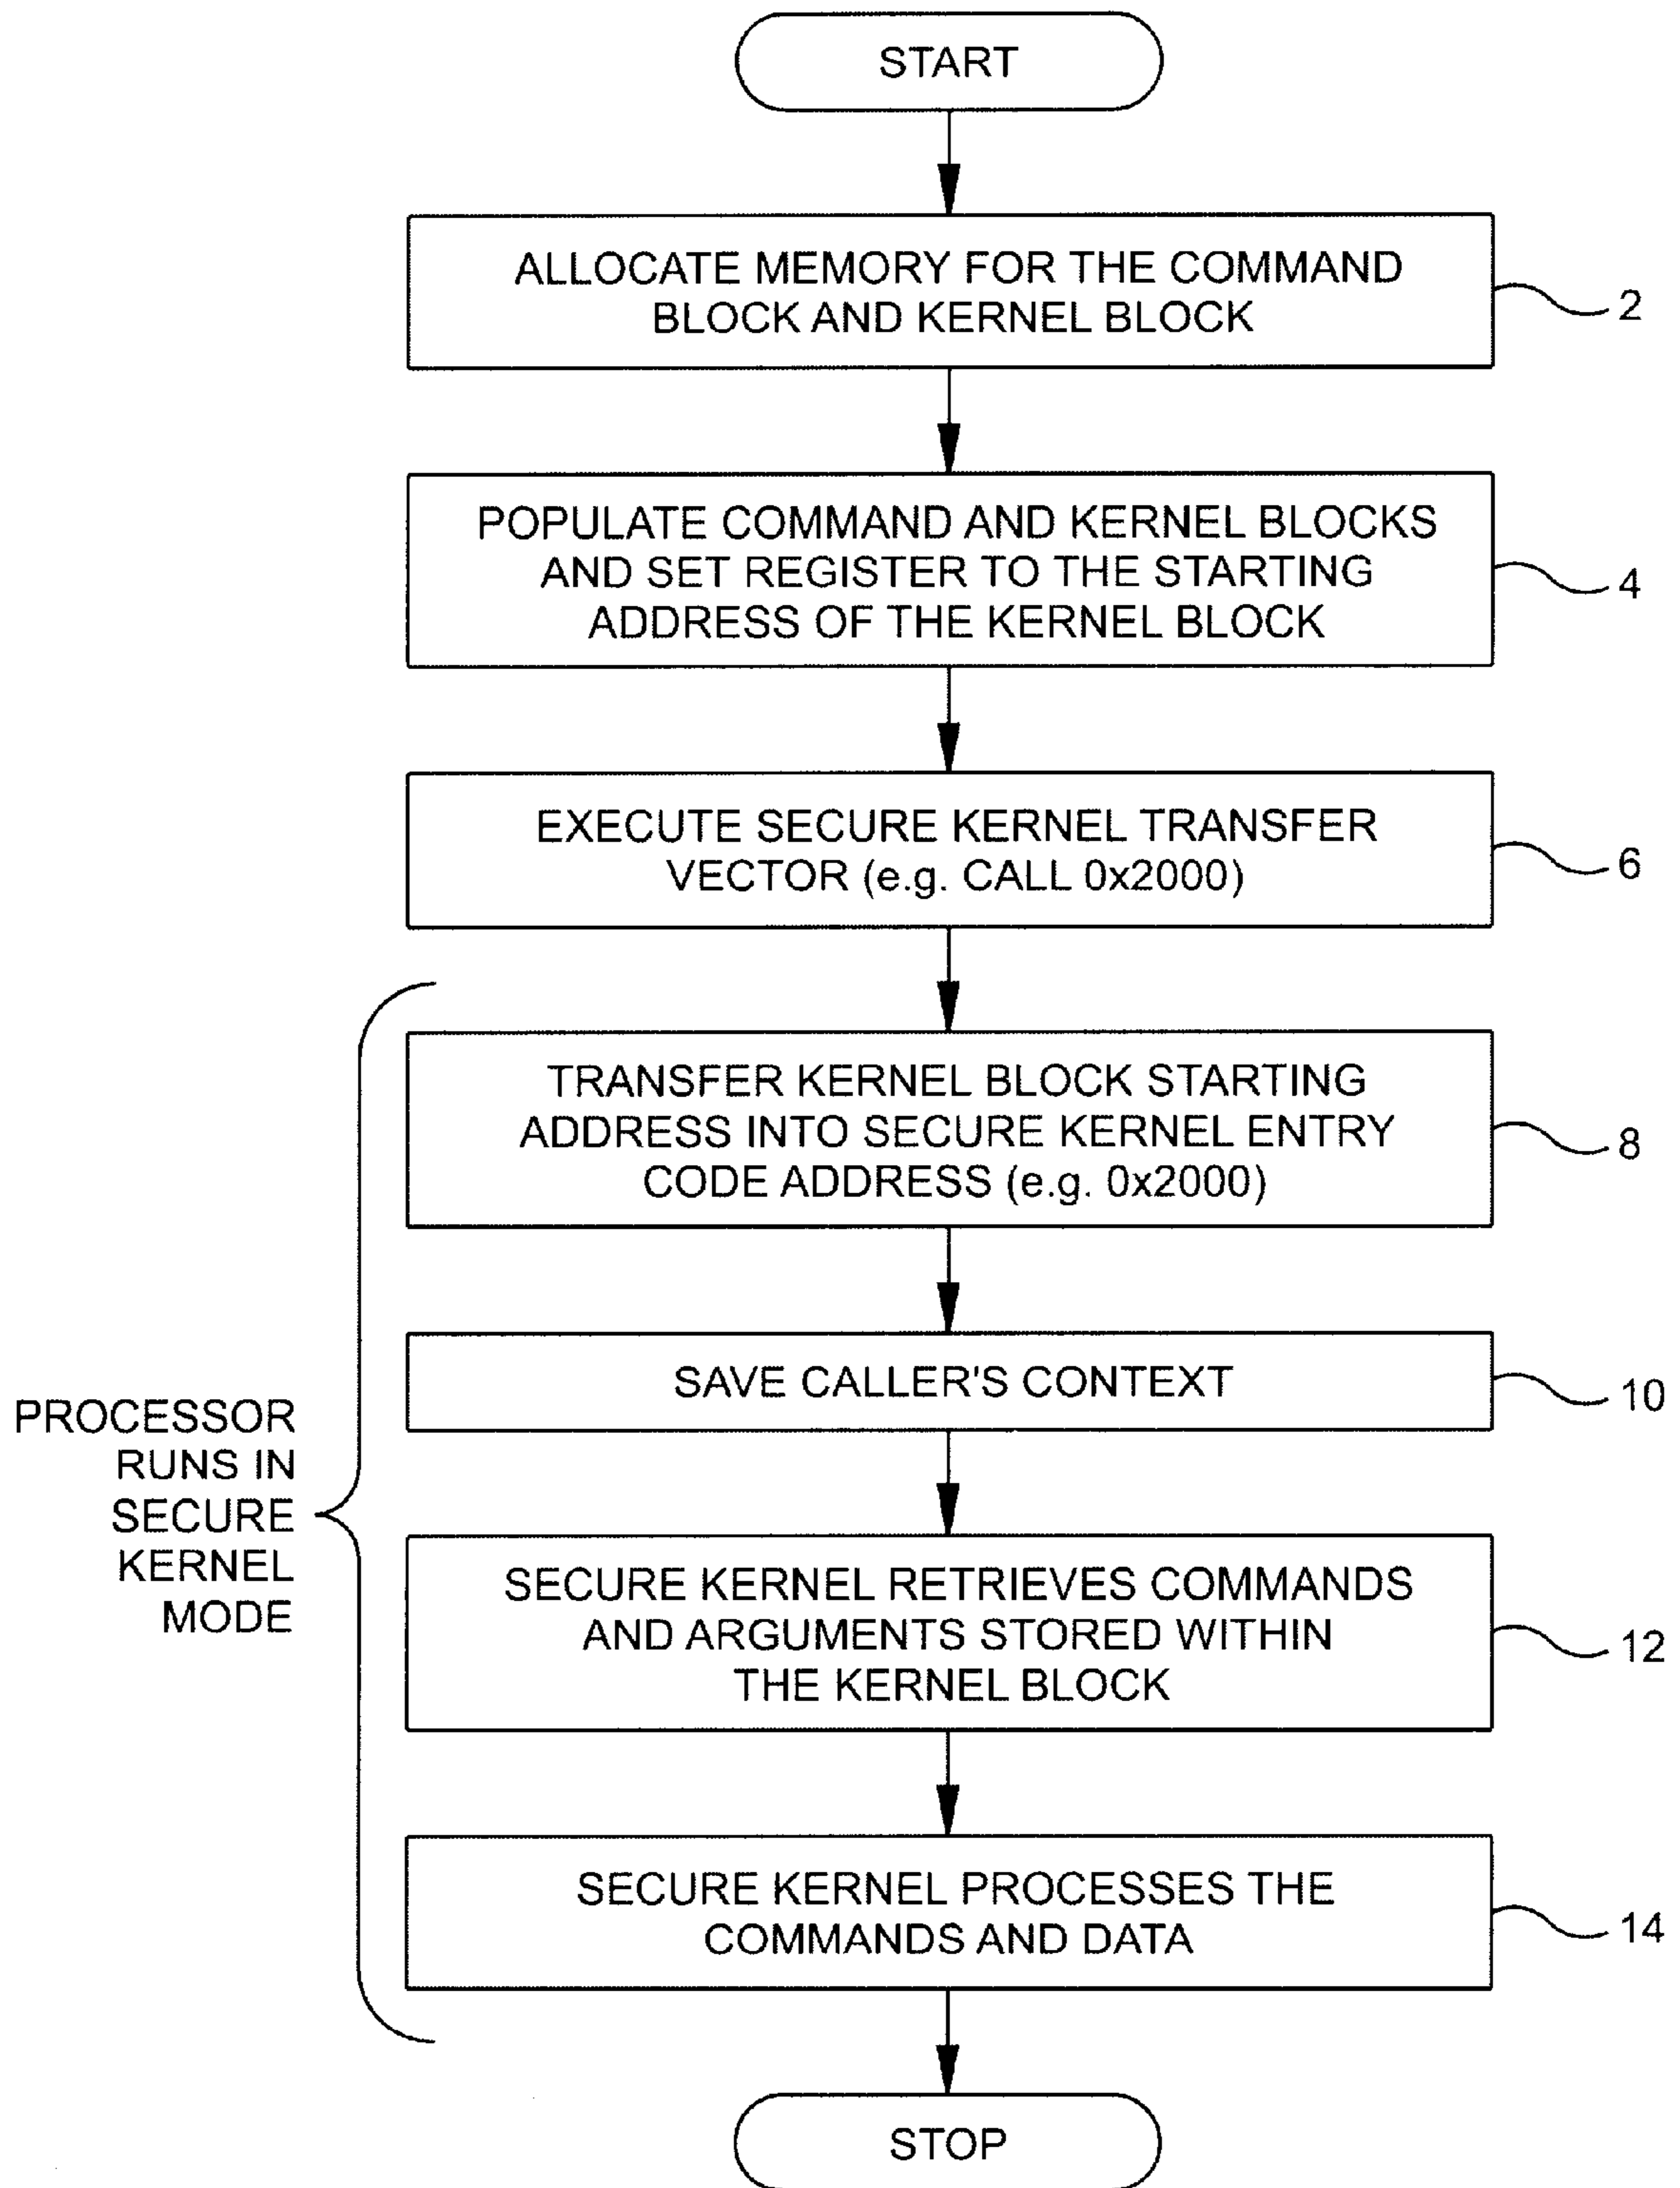 START
ALLOCATE MEMORY FOR THE COMMAND
BLOCK AND KERNEL BLOCK
2
POPULATE COMMAND AND KERNEL BLOCKS
AND SET REGISTER TO THE STARTING
ADDRESS OF THE KERNEL BLOCK
4
EXECUTE SECURE KERNEL TRANSFER
VECTOR (e.g. CALL 0x2000)
6
TRANSFER KERNEL BLOCK STARTING
ADDRESS INTO SECURE KERNEL ENTRY
CODE ADDRESS (e.g. 0x2000)
8
SAVE CALLER'S CONTEXT
10
PROCESSOR
RUNS IN
SECURE
KERNEL
MODE
SECURE KERNEL RETRIEVES COMMANDS
AND ARGUMENTS STORED WITHIN
THE KERNEL BLOCK
12
SECURE KERNEL PROCESSES THE
COMMANDS AND DATA
14
STOP